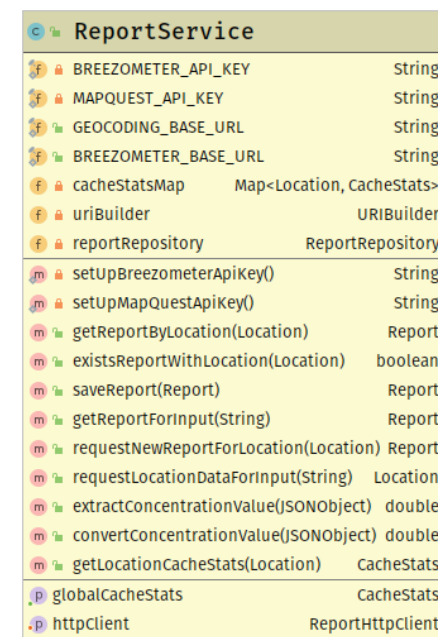 ReportService
BREEZOMETER_API_KEY String
MAPQUEST_API_KEY String
GEOCODING_BASE_URL String
BREEZOMETER_BASE_URL String
cacheStatsMap Map<Location, CacheStats>
uriBuilder URIBuilder
reportRepository ReportRepository
setUpBreezometerApiKey() String
setUpMapQuestApiKey() String
getReportByLocation(Location) Report
existsReportWithLocation(Location) boolean
saveReport(Report) Report
getReportForInput(String) Report
requestNewReportForLocation(Location) Report
requestLocationDataForInput(String) Location
extractConcentrationValue(JSONObject) double
convertConcentrationValue(JSONObject) double
getLocationCacheStats(Location) CacheStats
globalCacheStats CacheStats
httpClient ReportHttpClient